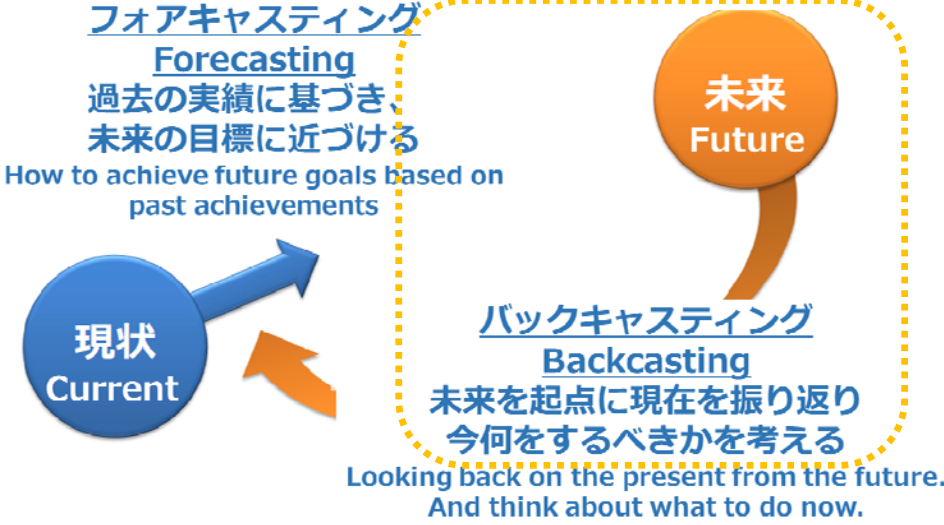 フォアキャスティング
Forecasting
過去の実績に基づき、
未来の目標に近づける
How to achieve future goals based on
past achievements
未来
Future
現状
Current
バックキャスティング
Backcasting
未来を起点に現在を振り返り
今何をするべきかを考える
Looking back on the present from the future.
And think about what to do now.